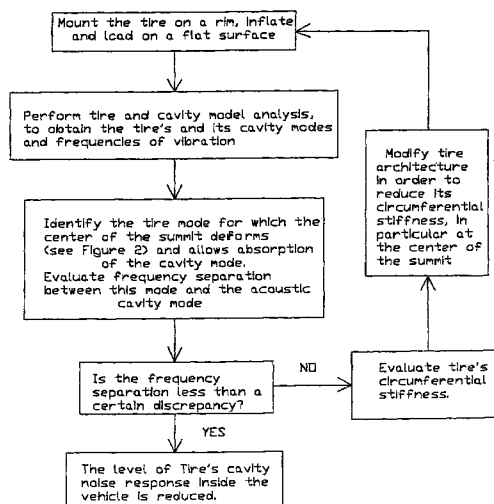 Mount the tire on a rim, inflate
and load on a flat surface
Perform tire and cavity model analysis,
to obtain the tire's and its cavity modes
and frequencies of vibration
Identify the tire mode for which the
center of the summit deforms
(see Figure 2) and allows absorption
of the cavity mode.
Evaluate frequency separation
between this mode and the acoustic
cavity mode
Is the frequency
separation less than a
certain discrepancy?
NO
Evaluate tire's
circumferential
stiffness.
Modify tire
architecture
in order to
reduce its
circumferential
stiffness, in
particular at
the center of
the summit
YES
The level of Tire's cavity
noise response inside the
vehicle is reduced.